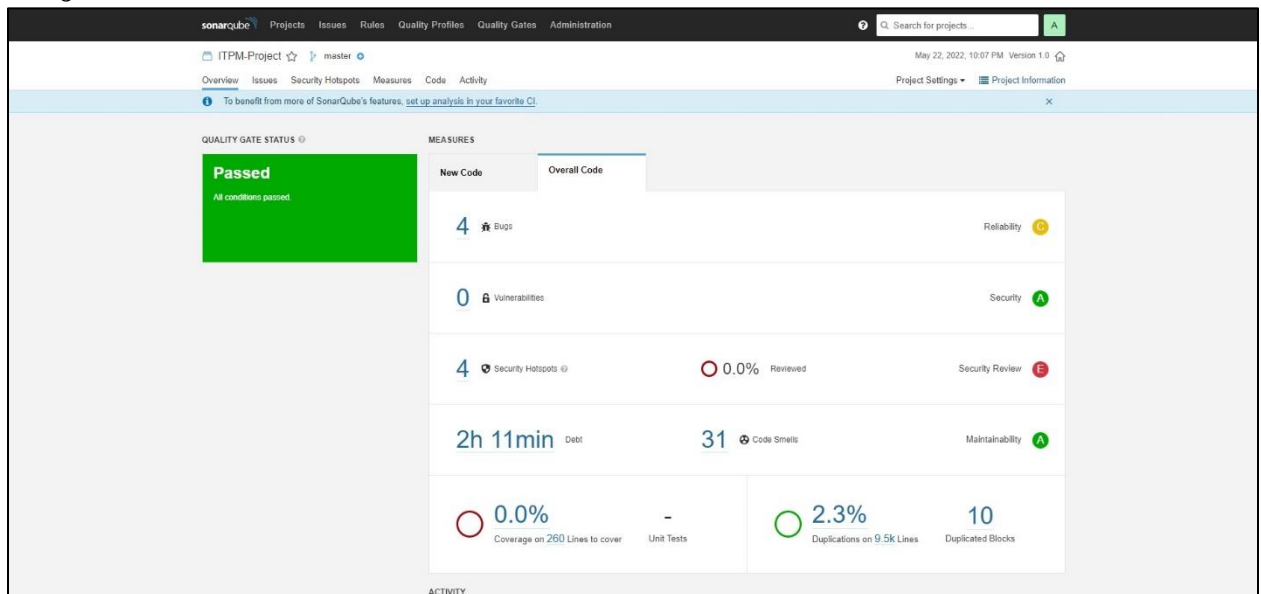 sonarqube Projects Issues Rules Quality Profiles Quality Gates Administration ? Search for projects... A
ITPM-Project master May 22, 2022, 10:07 PM Version 1.0
Overview Issues Security Hotspots Measures Code Activity Project Settings Project Information
To benefit from more of SonarQube's features, set up analysis in your favorite CI.
QUALITY GATE STATUS
Passed
All conditions passed.
MEASURES
New Code Overall Code
4 Bugs Reliability C
0 Vulnerabilities Security A
4 Security Hotspots 0.0% Reviewed Security Review E
2h 11min Debt 31 Code Smells Maintainability A
0.0% - 2.3% 10
Coverage on 260 Lines to cover Unit Tests Duplications on 9.5k Lines Duplicated Blocks
ACTIVITY